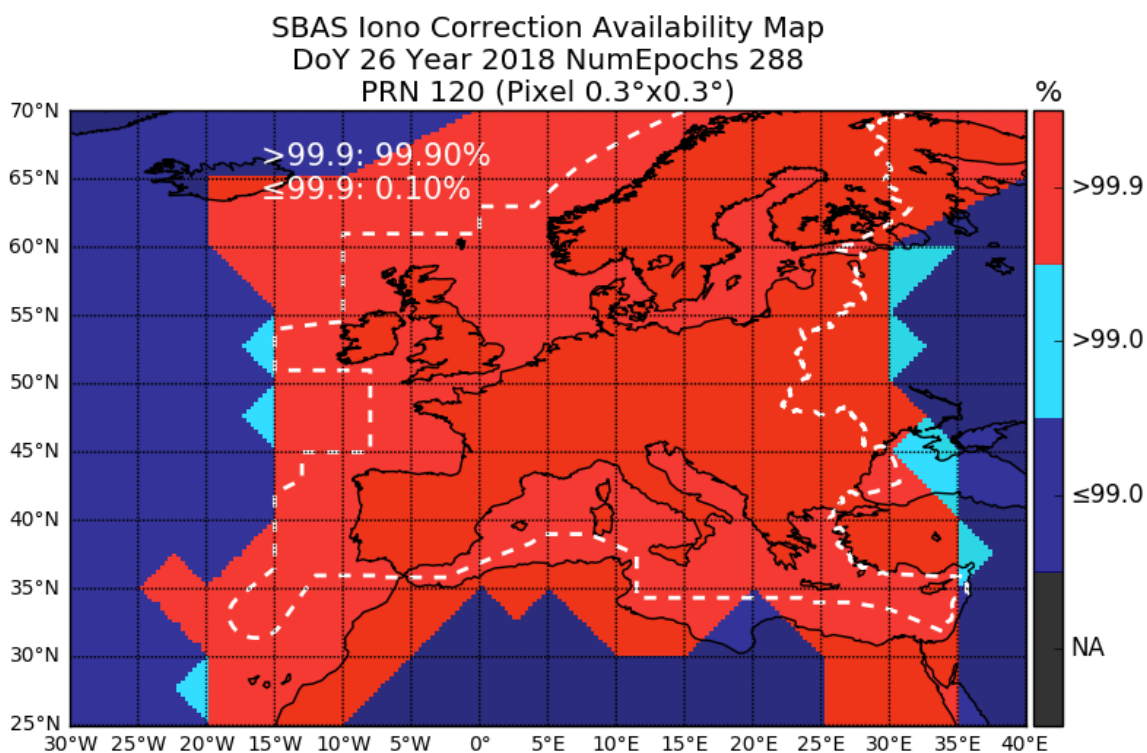 SBAS Iono Correction Availability Map
DoY 26 Year 2018 NumEpochs 288
PRN 120 (Pixel 0.3°x0.3°)
%
70°N
65°N
60°N
55°N
50°N
45°N
40°N
35°N
30°N
25°N
>99.9: 99.90%
≤99.9: 0.10%
>99.9
>99.0
≤99.0
NA
30°W 25°W 20°W 15°W 10°W 5°W 0° 5°E 10°E 15°E 20°E 25°E 30°E 35°E 40°E